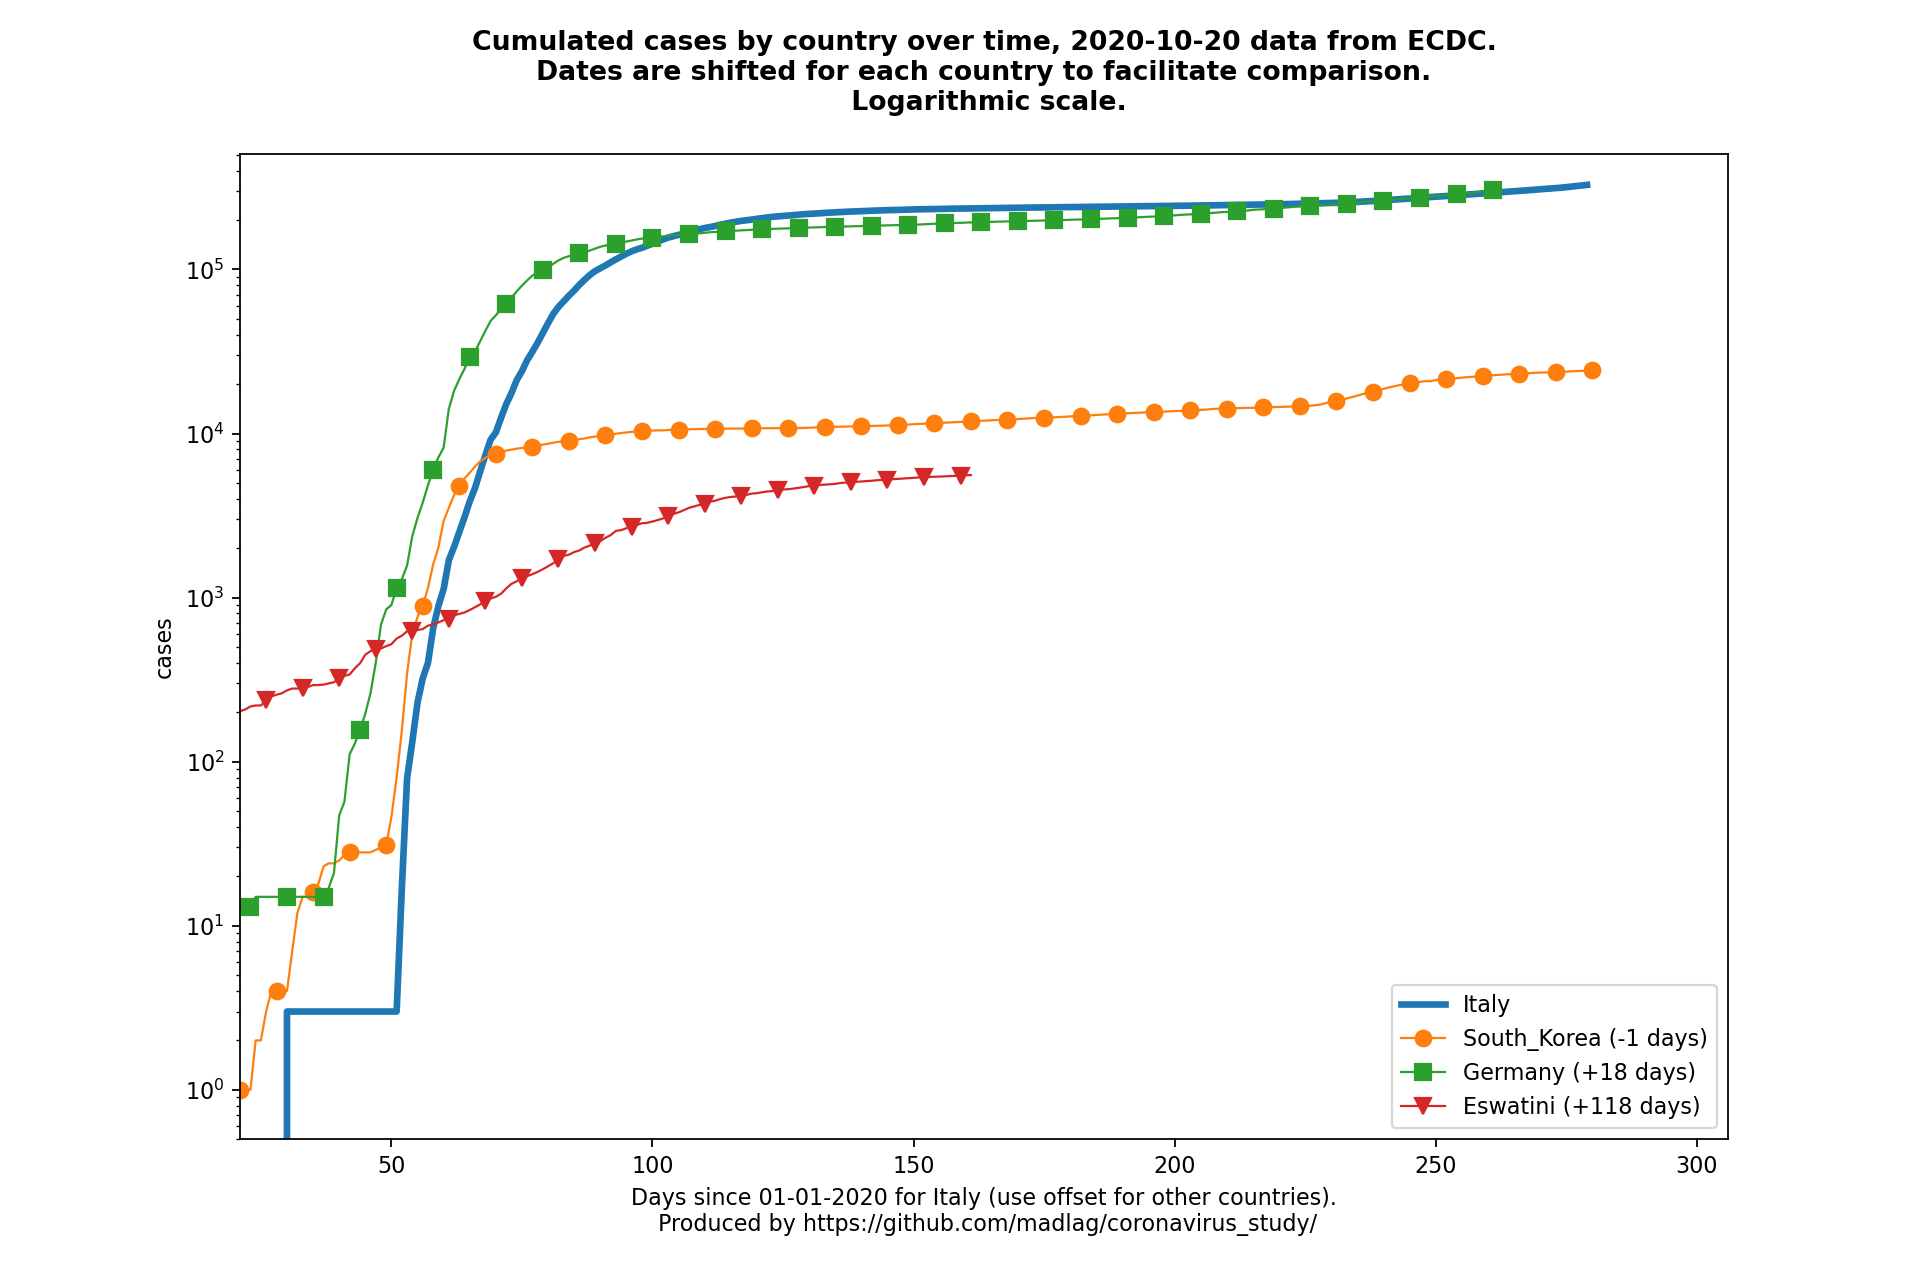 Cumulated cases by country over time, 2020-10-20 data from ECDC.
Dates are shifted for each country to facilitate comparison.
Logarithmic scale.
cases
10⁵
10⁴
10³
10²
10¹
10⁰
50
100
150
200
250
300
Italy
South_Korea (-1 days)
Germany (+18 days)
Eswatini (+118 days)
Days since 01-01-2020 for Italy (use offset for other countries).
Produced by https://github.com/madlag/coronavirus_study/